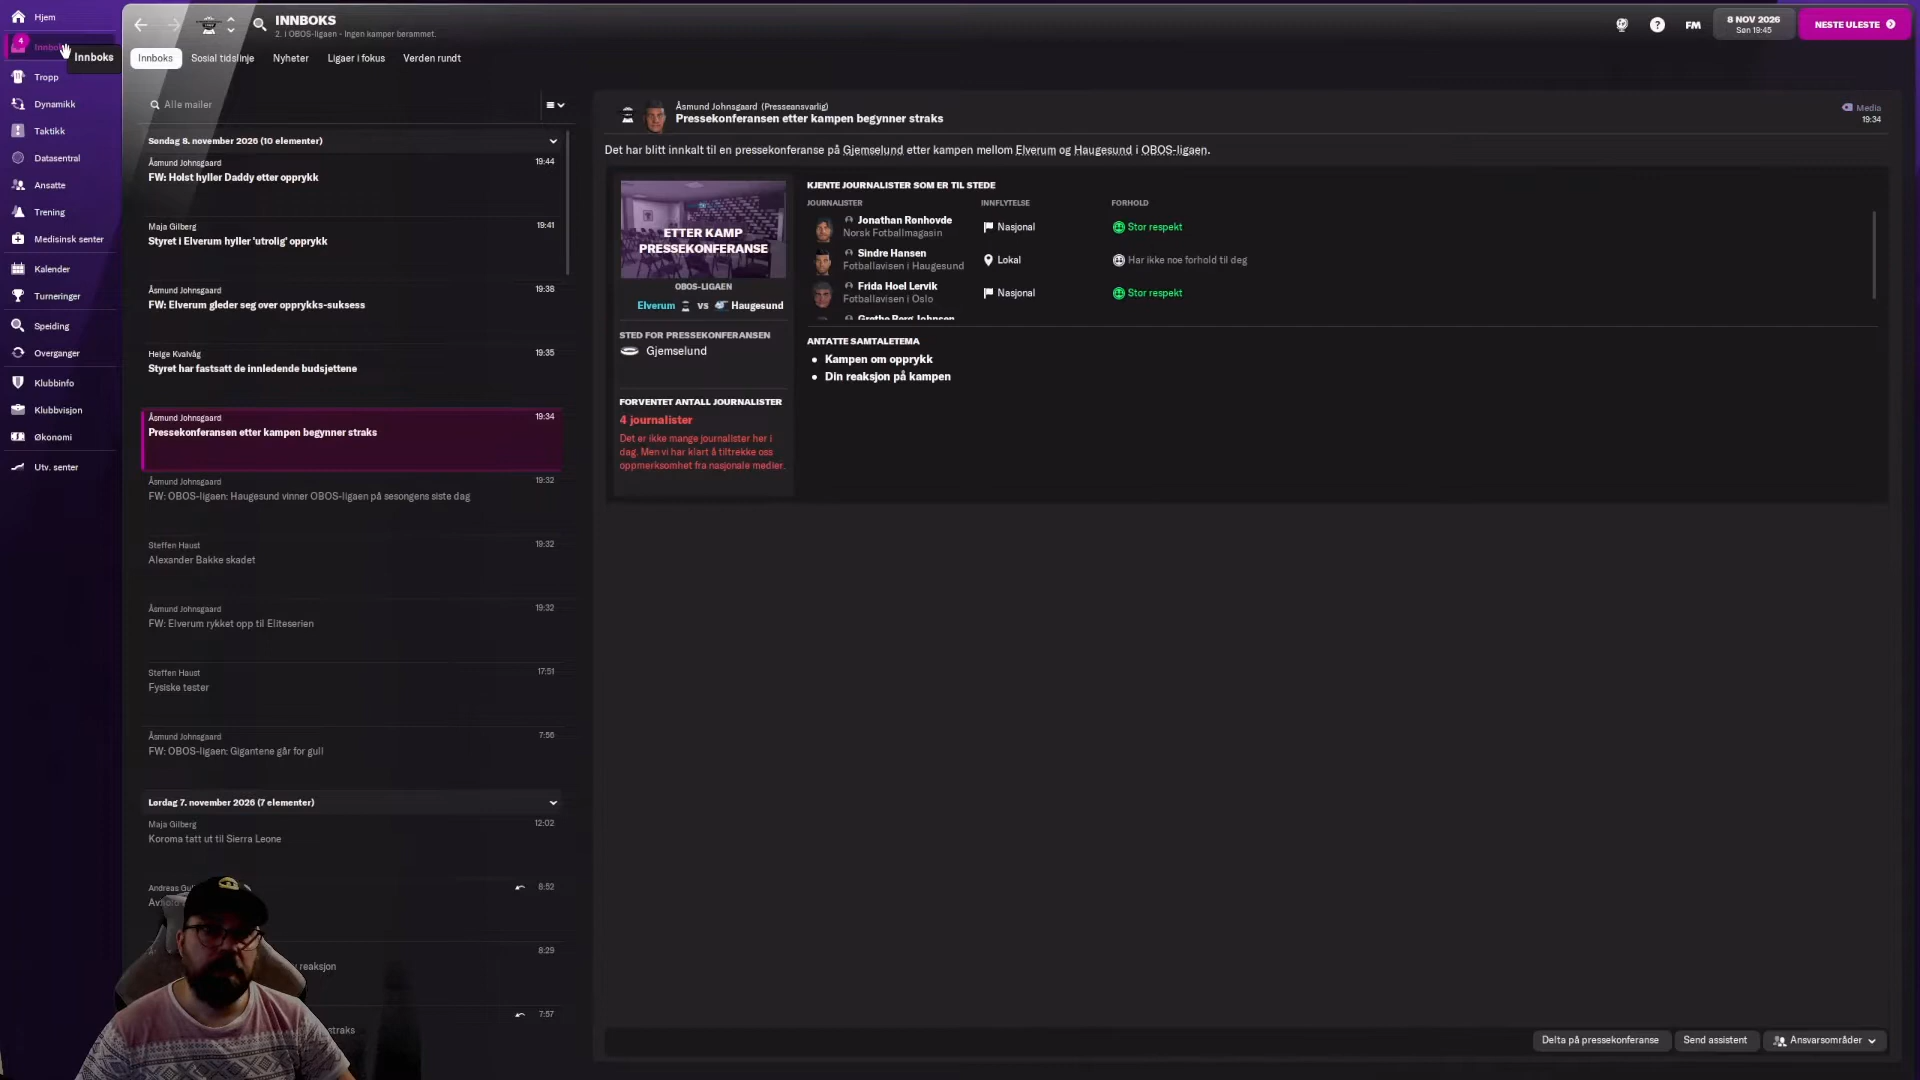 Hjem
4
Innboks
Tropp
Dynamikk
Taktikk
Datasentral
Ansatte
Trening
Medisinsk senter
Kalender
Turneringer
Speiding
Overganger
Klubbinfo
Klubbvisjon
Økonomi
Utv. senter
INNBOKS
2. i OBOS-ligaen - Ingen kamper berammet.
FM
8 NOV 2026
Søn 19:45
NESTE ULESTE
Innboks
Sosial tidslinje
Nyheter
Ligaer i fokus
Verden rundt
Alle mailer
Søndag 8. november 2026 (10 elementer)
Åsmund Johnsgaard
19:44
FW: Holst hyller Daddy etter opprykk
Maja Gilberg
19:41
Styret i Elverum hyller 'utrolig' opprykk
Åsmund Johnsgaard
19:38
FW: Elverum gleder seg over opprykks-suksess
Helge Kvalvåg
19:35
Styret har fastsatt de innledende budsjettene
Åsmund Johnsgaard
19:34
Pressekonferansen etter kampen begynner straks
Åsmund Johnsgaard
19:32
FW: OBOS-ligaen: Haugesund vinner OBOS-ligaen på sesongens siste dag
Steffen Haust
19:32
Alexander Bakke skadet
Åsmund Johnsgaard
19:32
FW: Elverum rykket opp til Eliteserien
Steffen Haust
17:51
Fysiske tester
Åsmund Johnsgaard
7:56
FW: OBOS-ligaen: Gigantene går for gull
Lørdag 7. november 2026 (7 elementer)
Maja Gilberg
12:02
Koroma tatt ut til Sierra Leone
Andreas
8:52
8:29
reaksjon
7:57
straks
Åsmund Johnsgaard (Presseansvarlig)
Pressekonferansen etter kampen begynner straks
Media
19:34
Det har blitt innkalt til en pressekonferanse på Gjemselund etter kampen mellom Elverum og Haugesund i OBOS-ligaen.
ETTER KAMP
PRESSEKONFERANSE
OBOS-LIGAEN
Elverum vs Haugesund
STED FOR PRESSEKONFERANSEN
Gjemselund
FORVENTET ANTALL JOURNALISTER
4 journalister
Det er ikke mange journalister her i
dag. Men vi har klart å tiltrekke oss
oppmerksomhet fra nasjonale medier.
KJENTE JOURNALISTER SOM ER TIL STEDE
JOURNALISTER INNFLYTELSE FORHOLD
Jonathan Rønhovde
Norsk Fotballmagasin
Nasjonal
Stor respekt
Sindre Hansen
Fotballavisen i Haugesund
Lokal
Har ikke noe forhold til deg
Frida Hoel Lervik
Fotballavisen i Oslo
Nasjonal
Stor respekt
Grethe Berg Johnsen
ANTATTE SAMTALETEMA
• Kampen om opprykk
• Din reaksjon på kampen
Delta på pressekonferanse
Send assistent
Ansvarsområder